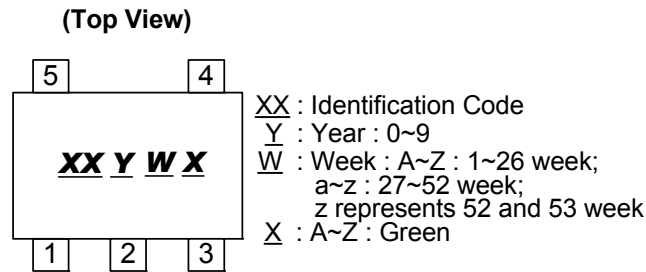 (Top View)
5 4
XX Y W X
1 2 3
XX : Identification Code
Y : Year : 0~9
W : Week : A~Z : 1~26 week;
a~z : 27~52 week;
z represents 52 and 53 week
X : A~Z : Green